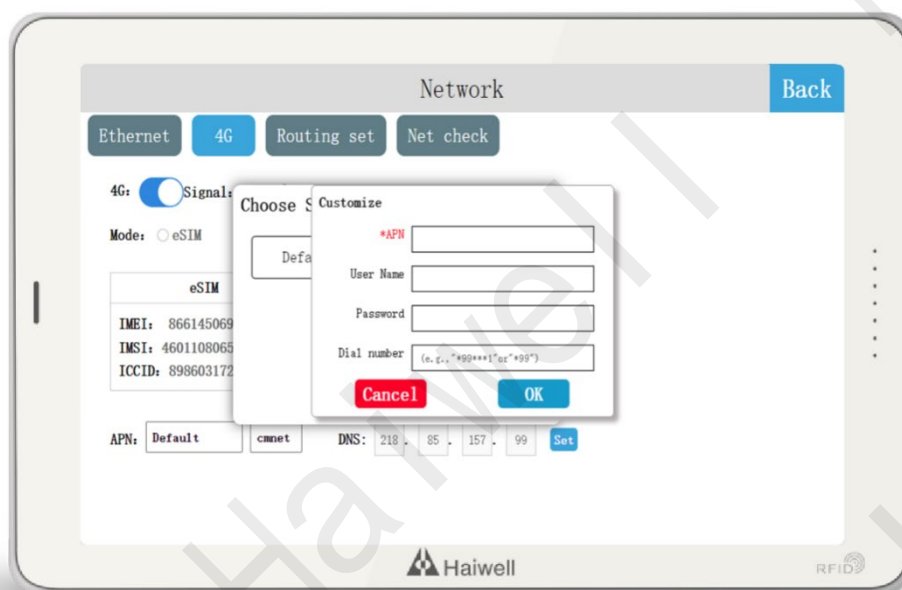 Network
Back
Ethernet
4G
Routing set
Net check
4G:
Signal:
Choose S
Customize
Mode:
eSIM
*APN
Defa
User Name
eSIM
Password
IMEI: 866145069
IMSI: 4601108065
ICCID: 898603172
Dial number
(e.g.,"*99***1"or"*99")
Cancel
OK
APN:
Default
cmnet
DNS: 218 . 85 . 157 . 99
Set
Haiwell
RFID
Haiwell